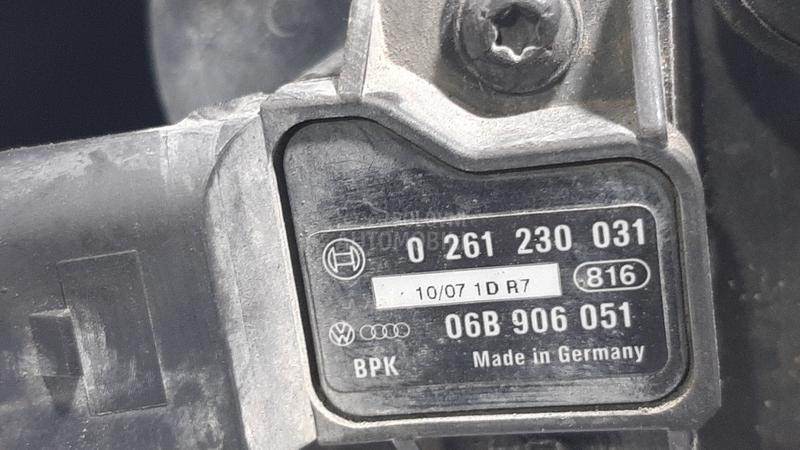 0 261 230 031
10/07 1D R7 816
06B 906 051
BPK Made in Germany